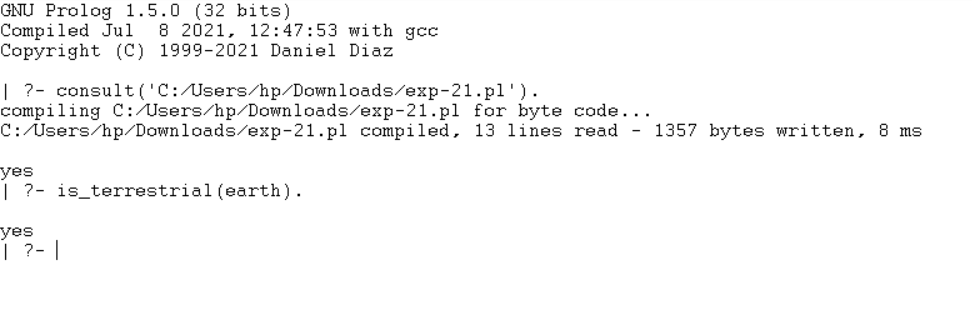 GNU Prolog 1.5.0 (32 bits)
Compiled Jul  8 2021, 12:47:53 with gcc
Copyright (C) 1999-2021 Daniel Diaz
| ?- consult('C:/Users/hp/Downloads/exp-21.pl').
compiling C:/Users/hp/Downloads/exp-21.pl for byte code...
C:/Users/hp/Downloads/exp-21.pl compiled, 13 lines read - 1357 bytes written, 8 ms
yes
| ?- is_terrestrial(earth).
yes
| ?-